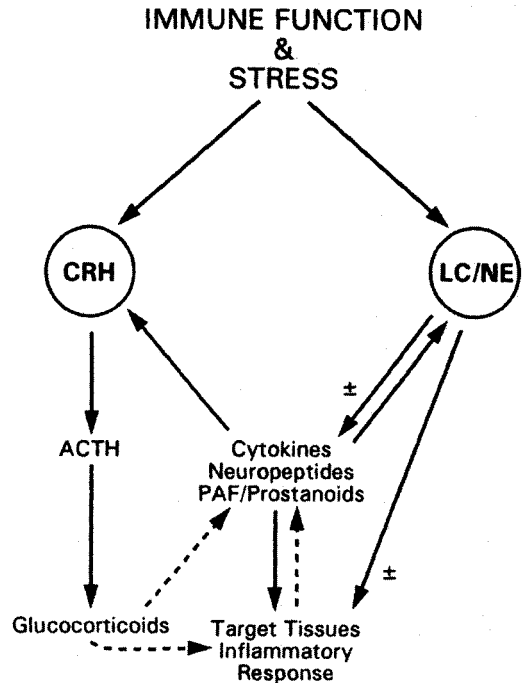 IMMUNE FUNCTION
&
STRESS
CRH
LC/NE
±
ACTH
Cytokines
Neuropeptides
PAF/Prostanoids
±
Glucocorticoids
Target Tissues
Inflammatory
Response